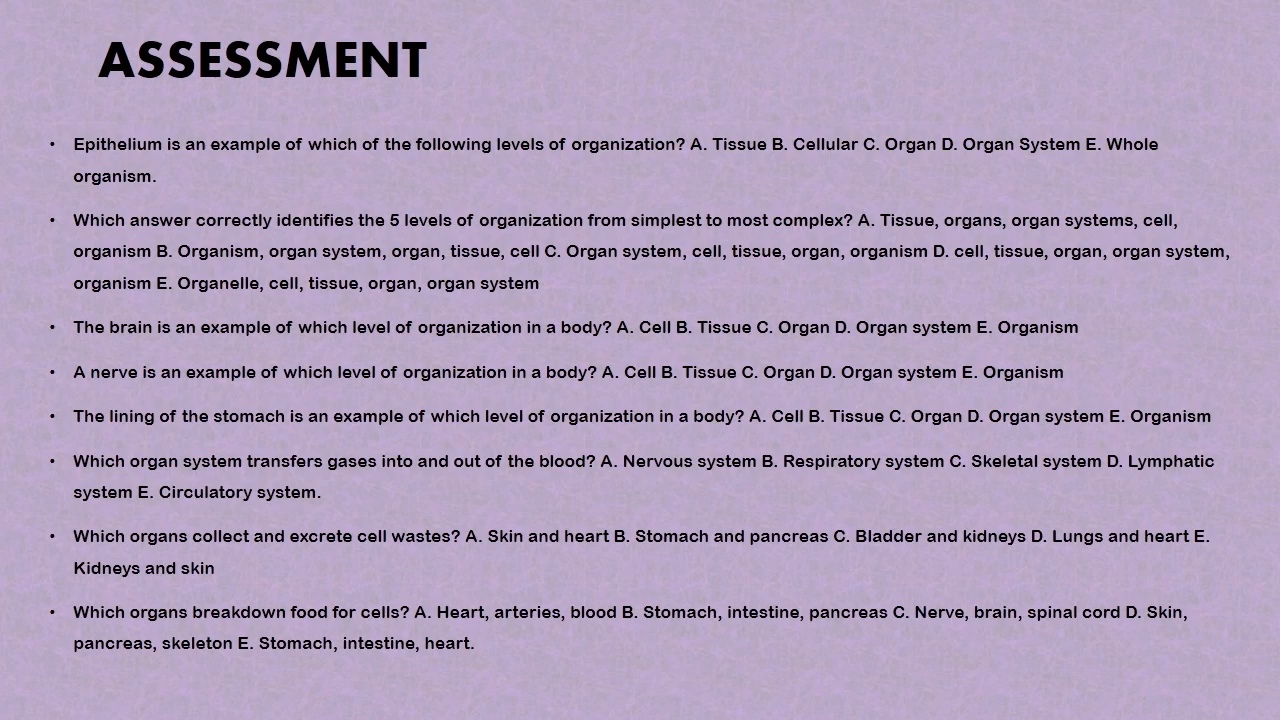 ASSESSMENT
• Epithelium is an example of which of the following levels of organization? A. Tissue B. Cellular C. Organ D. Organ System E. Whole
organism.
• Which answer correctly identifies the 5 levels of organization from simplest to most complex? A. Tissue, organs, organ systems, cell,
organism B. Organism, organ system, organ, tissue, cell C. Organ system, cell, tissue, organ, organism D. cell, tissue, organ, organ system,
organism E. Organelle, cell, tissue, organ, organ system
• The brain is an example of which level of organization in a body? A. Cell B. Tissue C. Organ D. Organ system E. Organism
• A nerve is an example of which level of organization in a body? A. Cell B. Tissue C. Organ D. Organ system E. Organism
• The lining of the stomach is an example of which level of organization in a body? A. Cell B. Tissue C. Organ D. Organ system E. Organism
• Which organ system transfers gases into and out of the blood? A. Nervous system B. Respiratory system C. Skeletal system D. Lymphatic
system E. Circulatory system.
• Which organs collect and excrete cell wastes? A. Skin and heart B. Stomach and pancreas C. Bladder and kidneys D. Lungs and heart E.
Kidneys and skin
• Which organs breakdown food for cells? A. Heart, arteries, blood B. Stomach, intestine, pancreas C. Nerve, brain, spinal cord D. Skin,
pancreas, skeleton E. Stomach, intestine, heart.